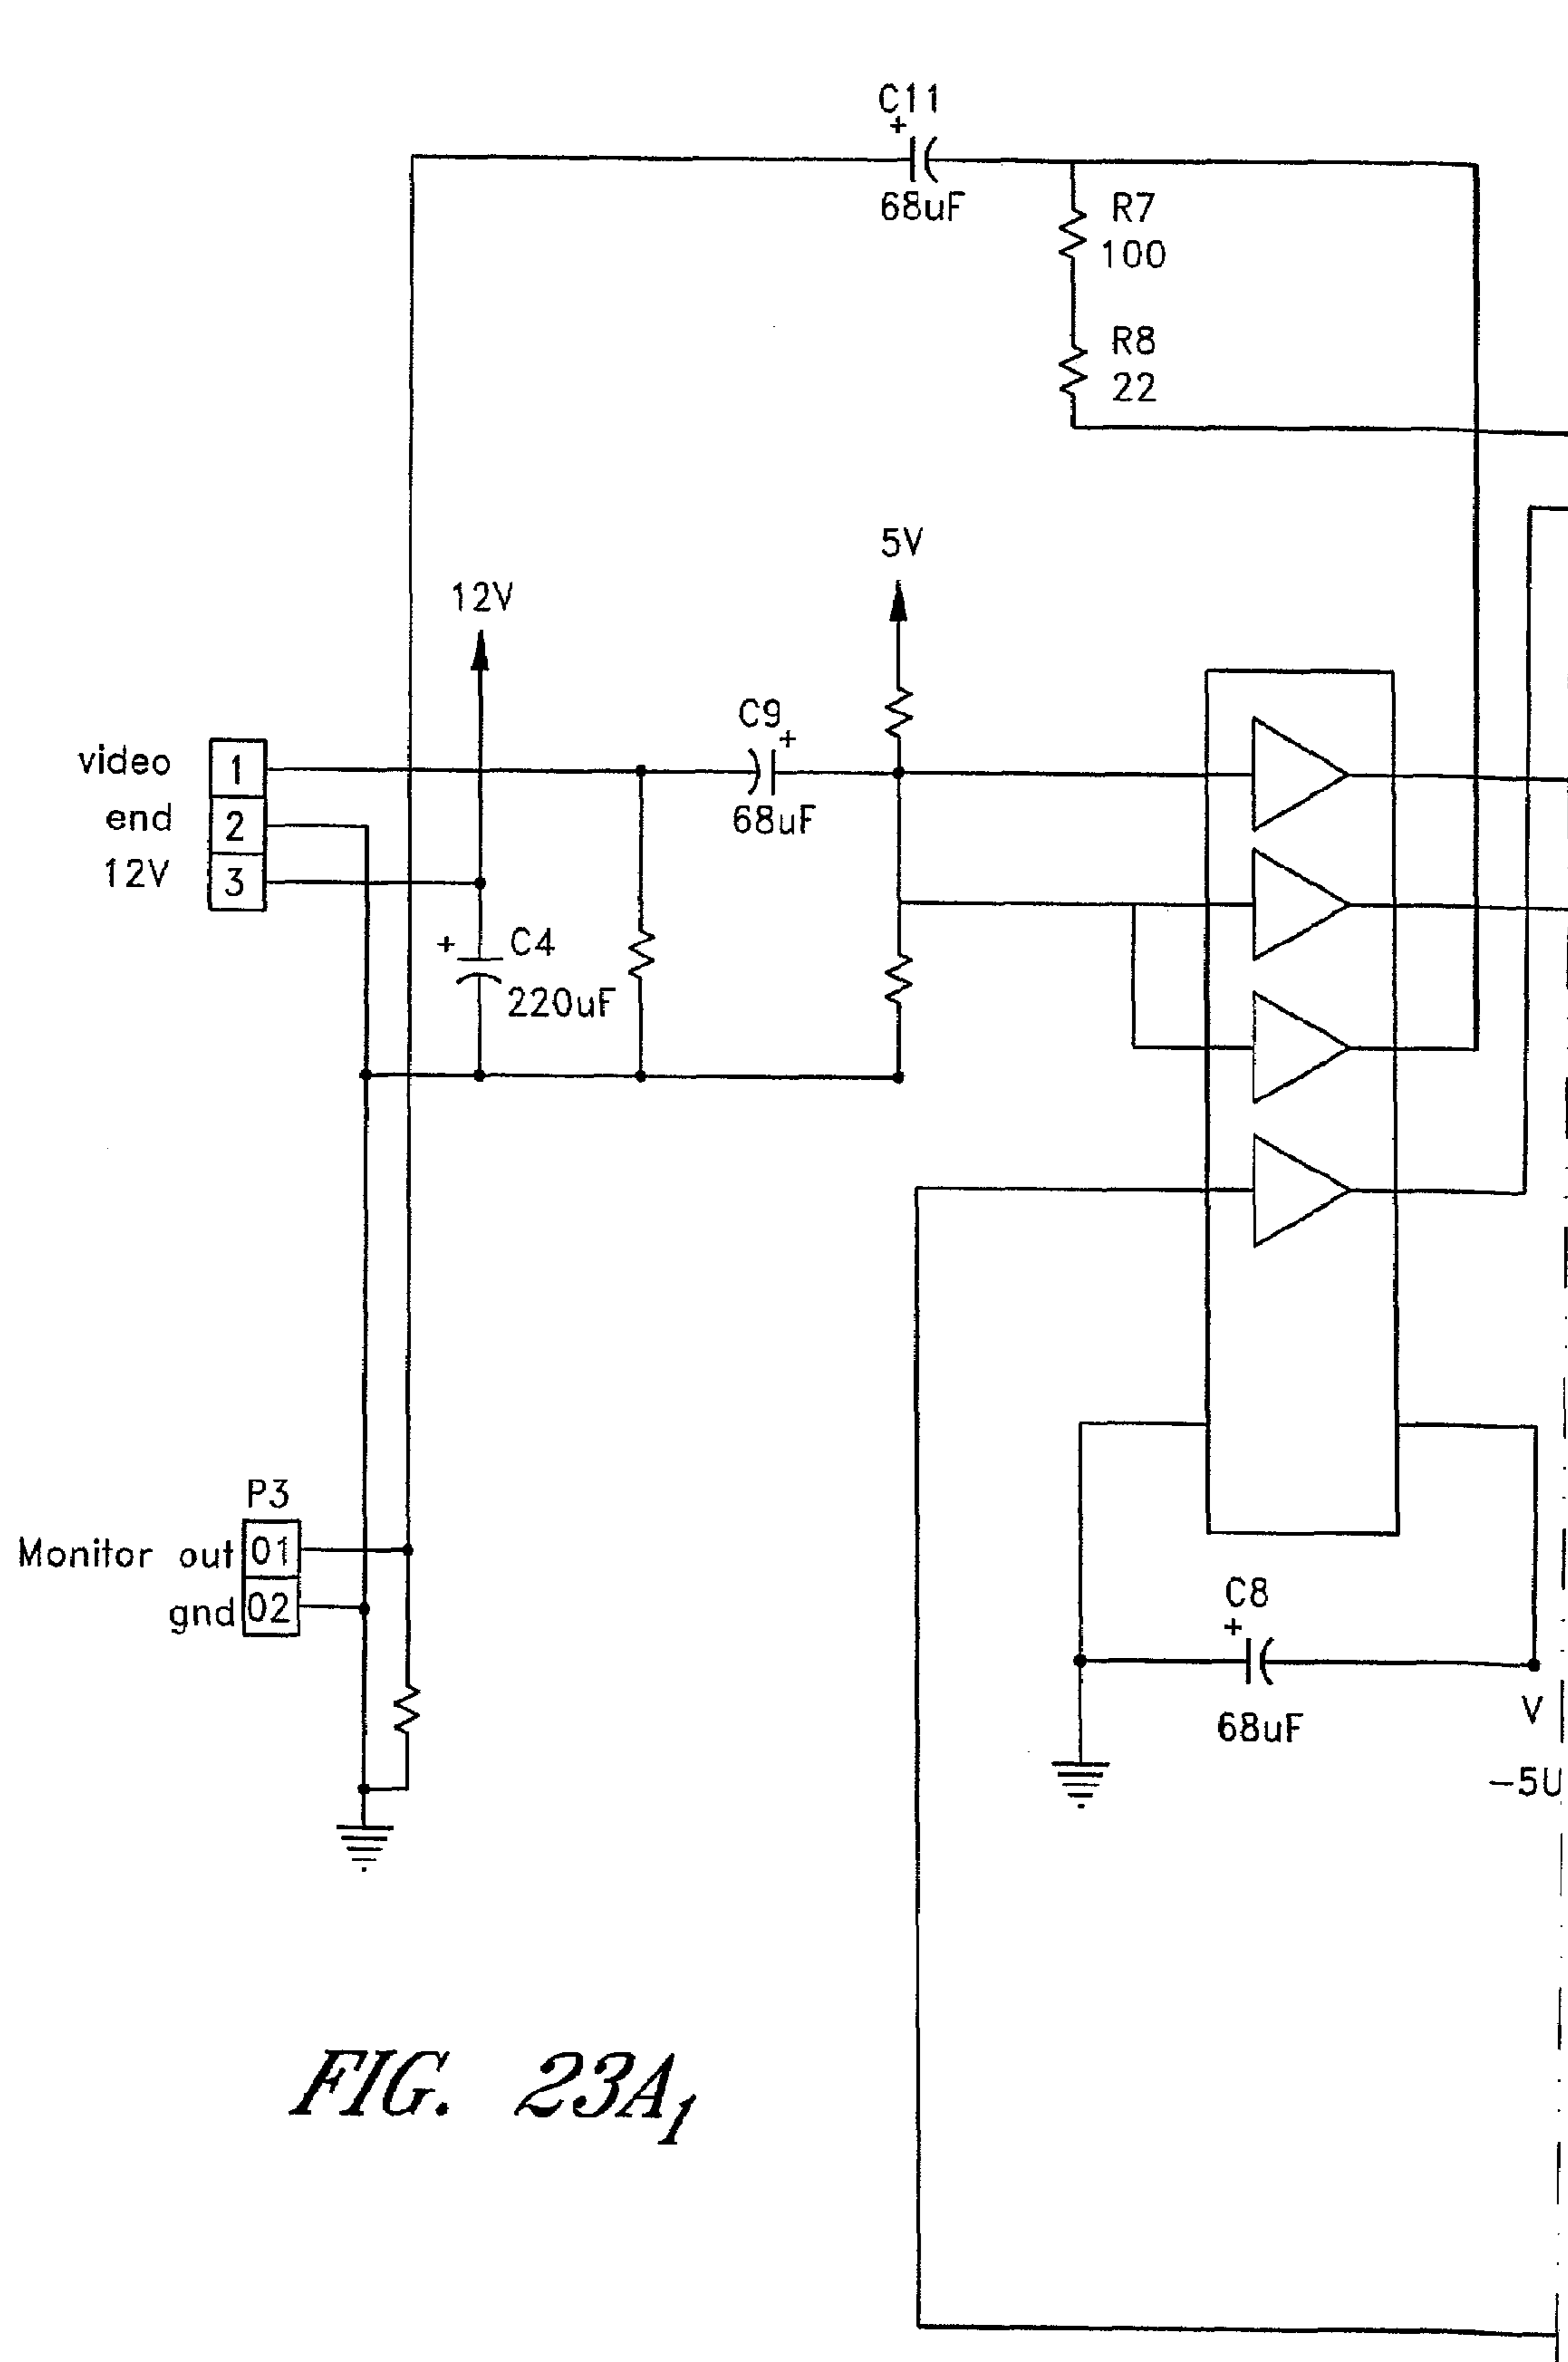 C11
+
68uF
R7
100
R8
22
5V
12V
C9
+
68uF
video 1
end 2
12V 3
+ C4
220uF
P3
Monitor out 01
gnd 02
C8
+
68uF
V
-5U
FIG. 23A1